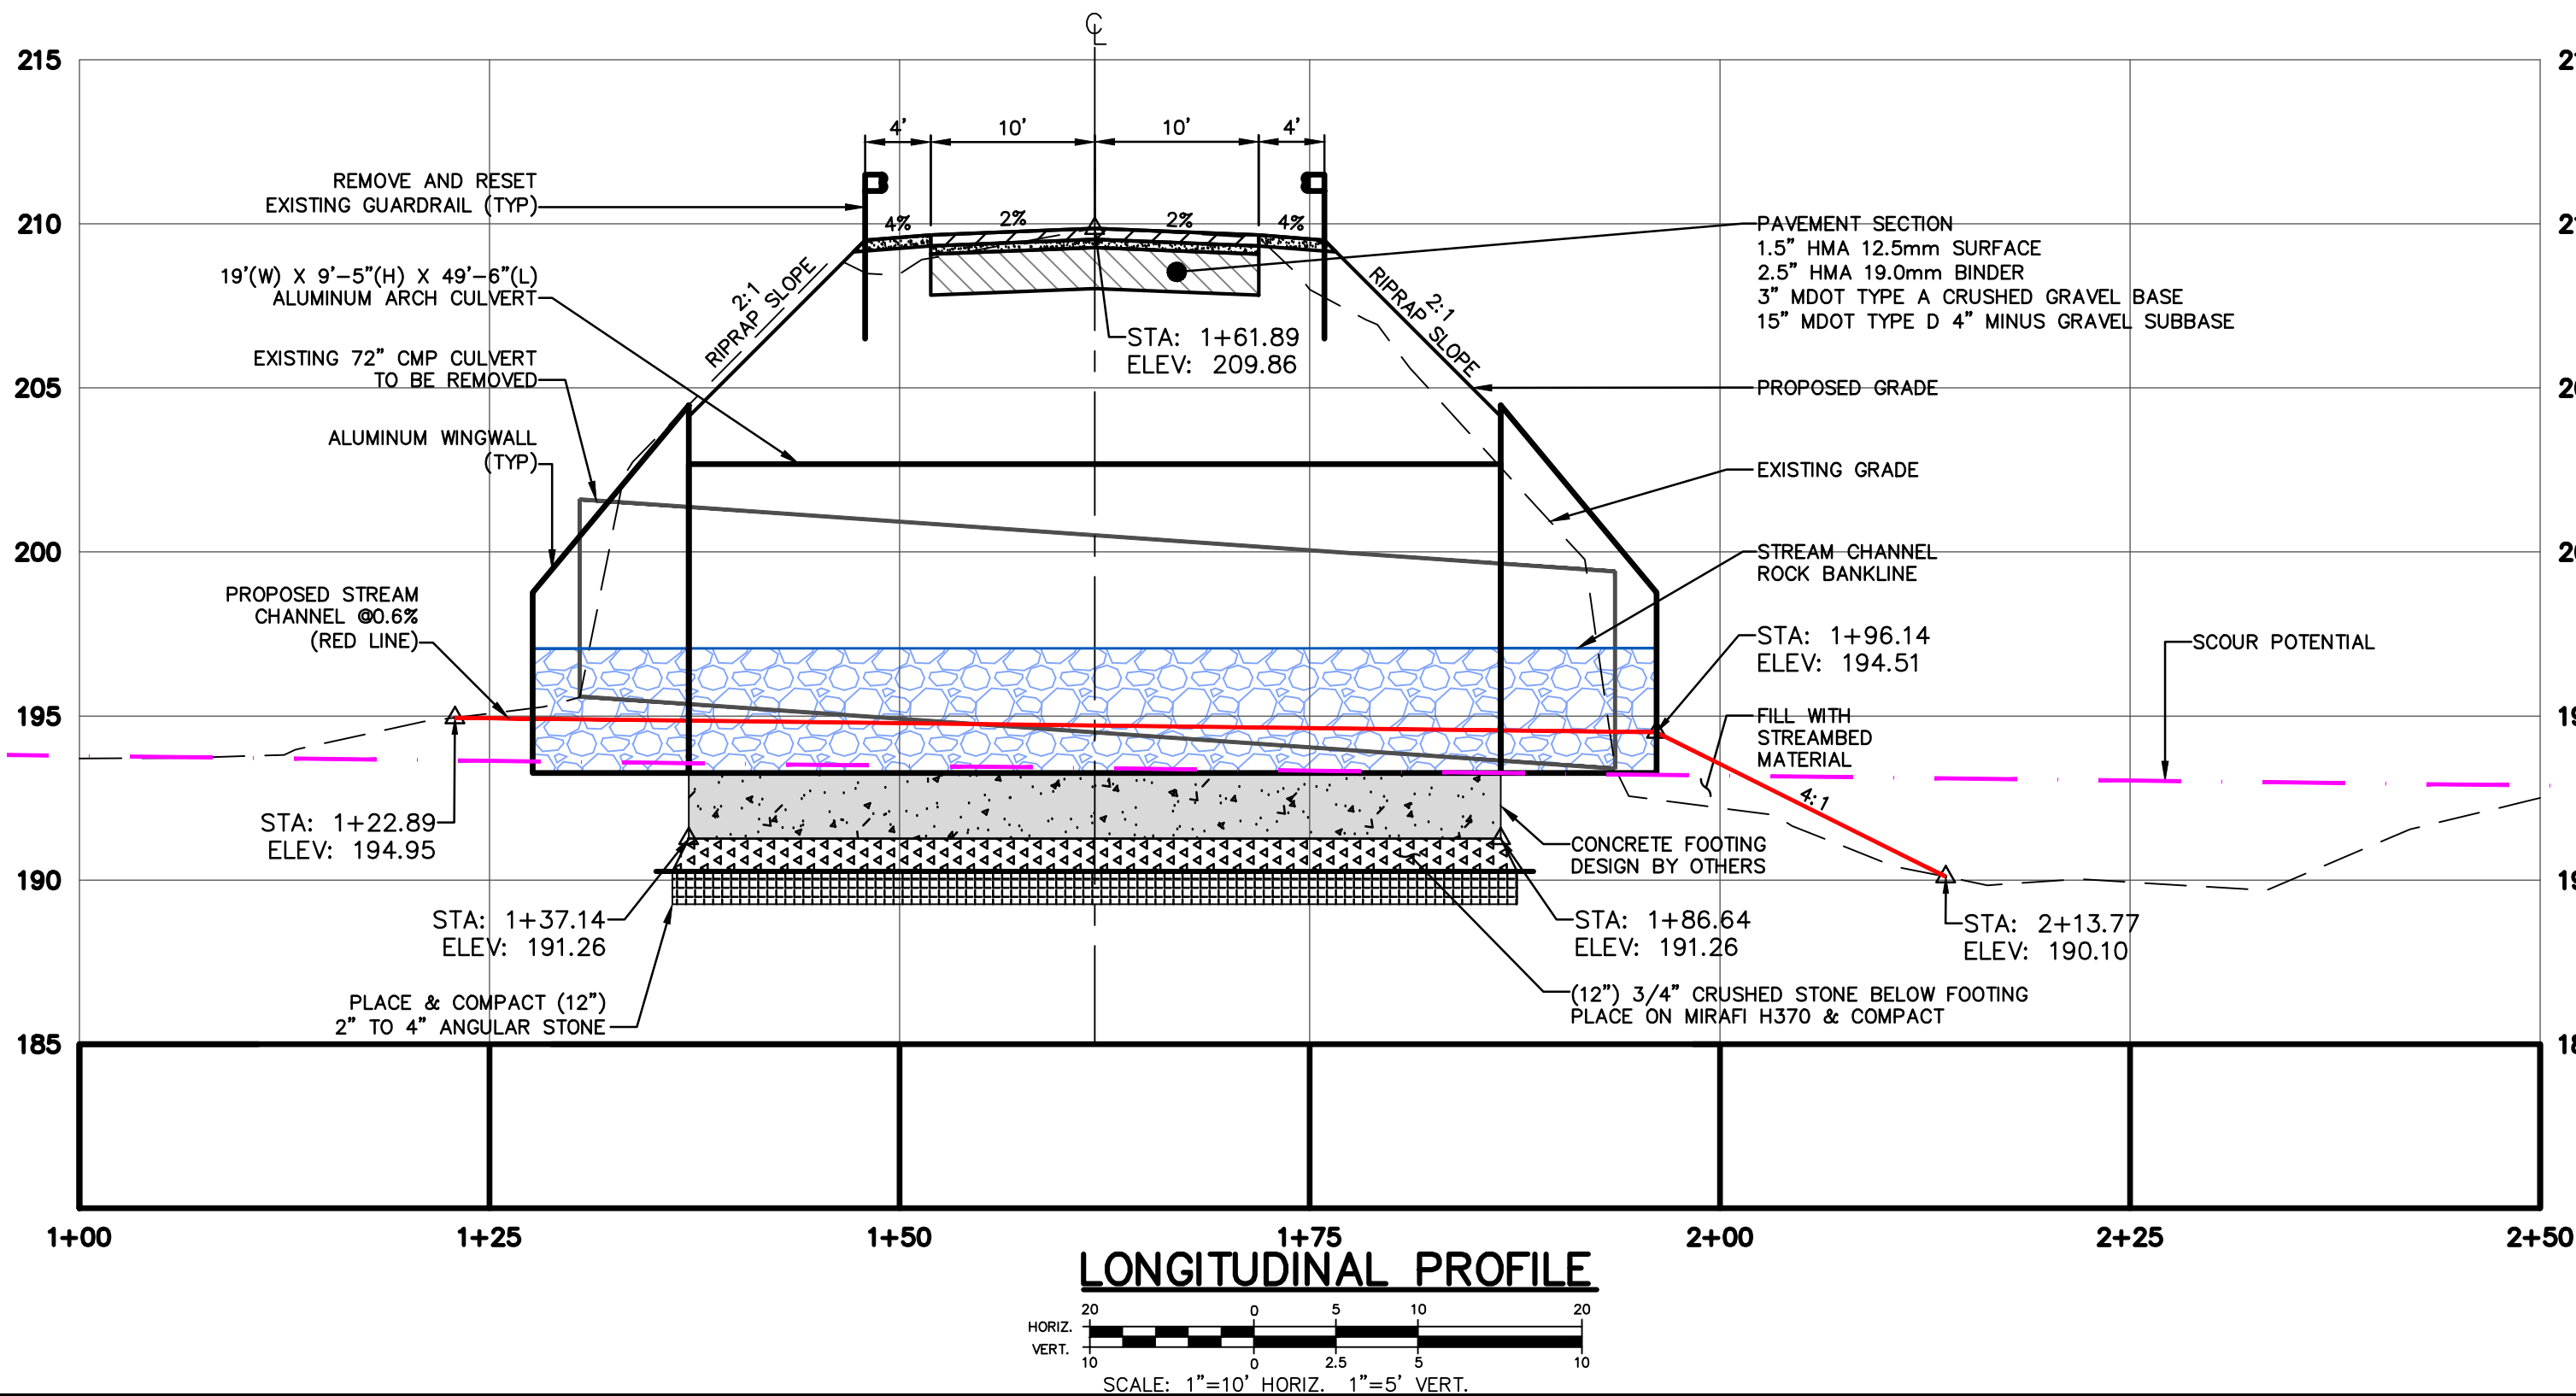 ℄
215
4'
10'
10'
4'
REMOVE AND RESET
EXISTING GUARDRAIL (TYP)
210
4%
2%
2%
4%
PAVEMENT SECTION
1.5" HMA 12.5mm SURFACE
2.5" HMA 19.0mm BINDER
3" MDOT TYPE A CRUSHED GRAVEL BASE
15" MDOT TYPE D 4" MINUS GRAVEL SUBBASE
19'(W) X 9'-5"(H) X 49'-6"(L)
ALUMINUM ARCH CULVERT
2:1
RIPRAP SLOPE
2:1
RIPRAP SLOPE
STA: 1+61.89
ELEV: 209.86
EXISTING 72" CMP CULVERT
TO BE REMOVED
205
PROPOSED GRADE
ALUMINUM WINGWALL
(TYP)
EXISTING GRADE
200
STREAM CHANNEL
ROCK BANKLINE
PROPOSED STREAM
CHANNEL @0.6%
(RED LINE)
STA: 1+96.14
ELEV: 194.51
SCOUR POTENTIAL
195
FILL WITH
STREAMBED
MATERIAL
4:1
STA: 1+22.89
ELEV: 194.95
CONCRETE FOOTING
DESIGN BY OTHERS
190
STA: 1+37.14
ELEV: 191.26
STA: 1+86.64
ELEV: 191.26
STA: 2+13.77
ELEV: 190.10
PLACE & COMPACT (12")
2" TO 4" ANGULAR STONE
(12") 3/4" CRUSHED STONE BELOW FOOTING
PLACE ON MIRAFI H370 & COMPACT
185
1+00
1+25
1+50
1+75
2+00
2+25
2+50
LONGITUDINAL PROFILE
20 0 5 10 20
HORIZ.
VERT.
10 0 2.5 5 10
SCALE: 1"=10' HORIZ. 1"=5' VERT.